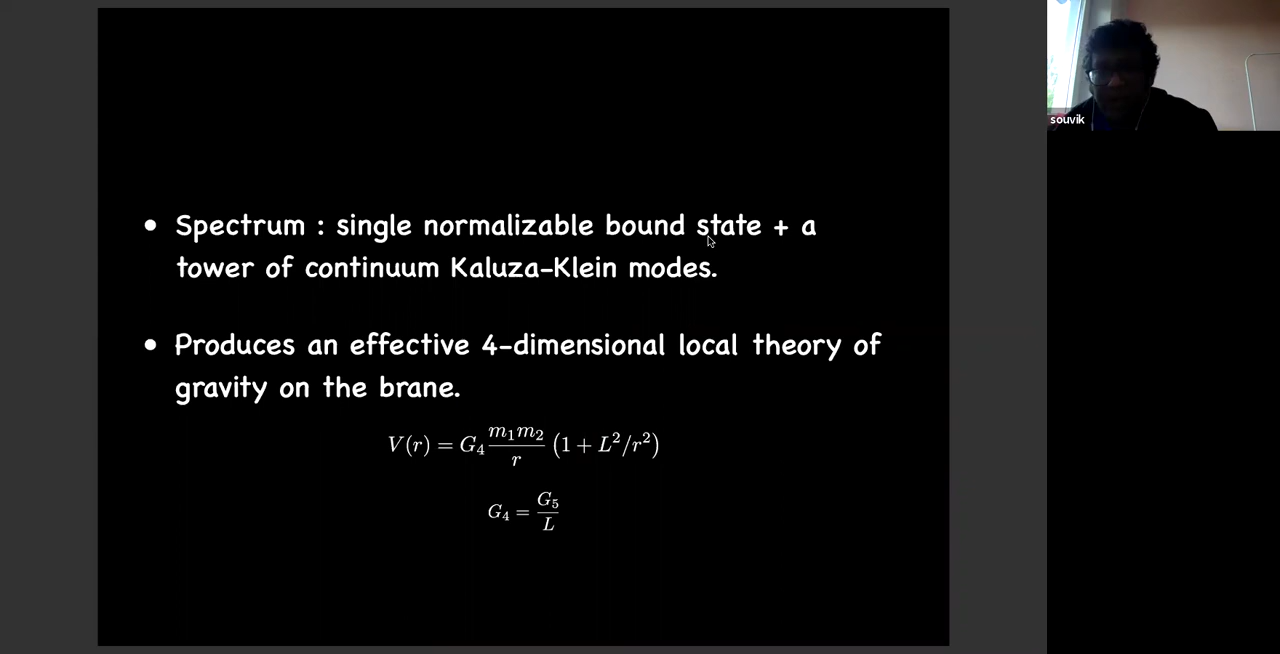 • Spectrum : single normalizable bound state + a
tower of continuum Kaluza-Klein modes.
• Produces an effective 4-dimensional local theory of
gravity on the brane.
V(r) = G₄ m₁m₂/r (1 + L²/r²)
G₄ = G₅/L
souvik